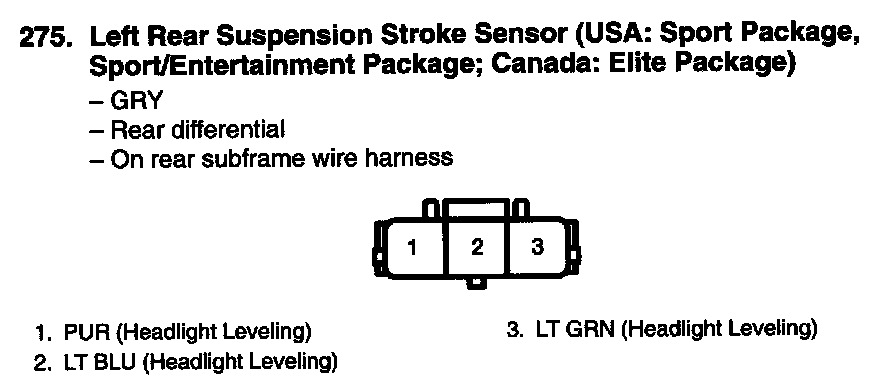 275. Left Rear Suspension Stroke Sensor (USA: Sport Package,
Sport/Entertainment Package; Canada: Elite Package)
– GRY
– Rear differential
– On rear subframe wire harness
1 2 3
1. PUR (Headlight Leveling)
2. LT BLU (Headlight Leveling)
3. LT GRN (Headlight Leveling)